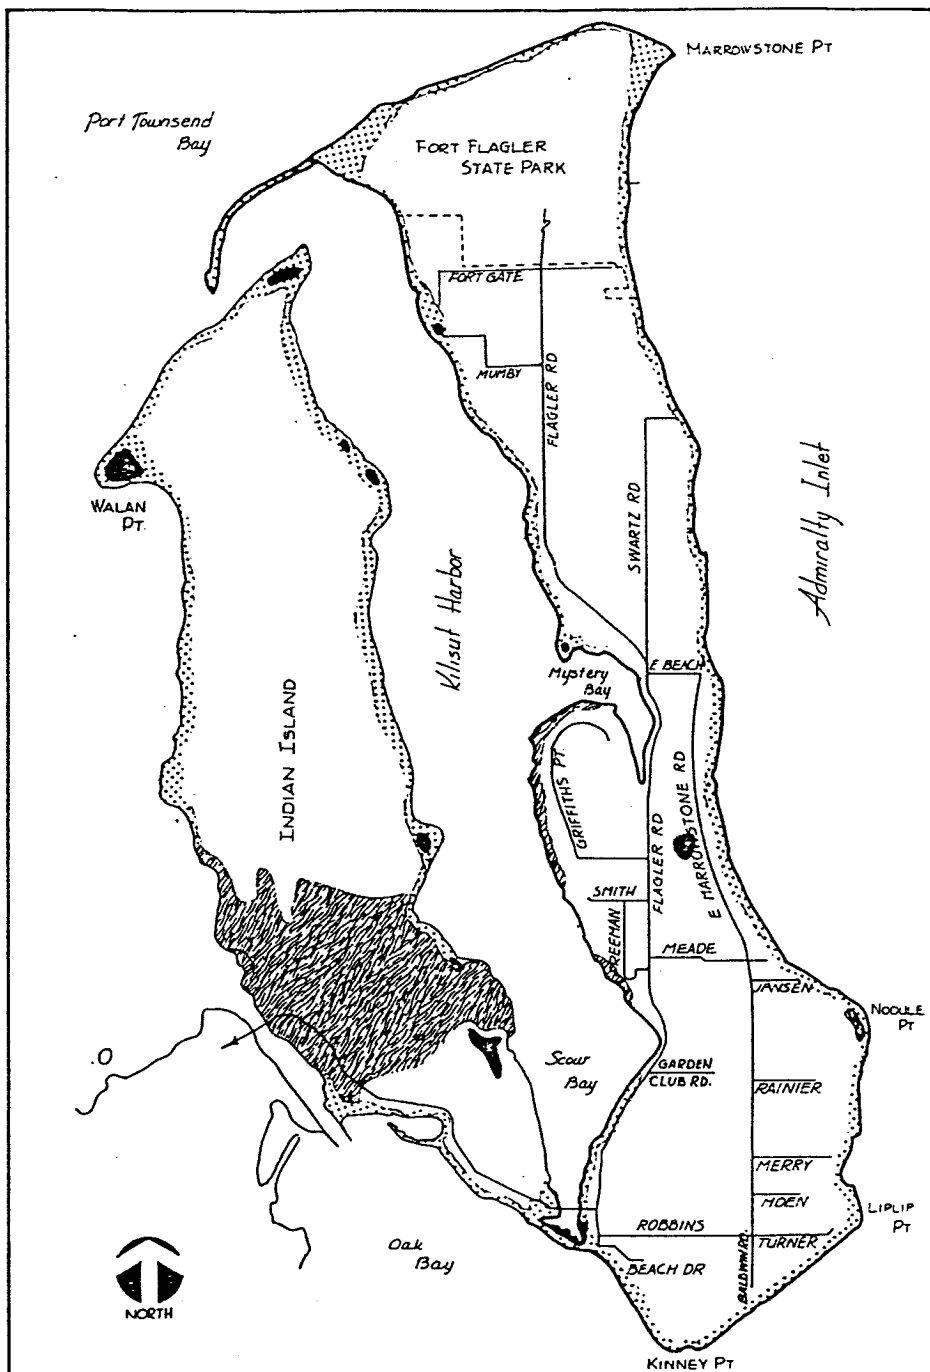 MARROWSTONE PT
Port Townsend
Bay
FORT FLAGLER
STATE PARK
FORT GATE
MUMBY
FLAGLER RD
WALAN
PT.
SWARTZ RD
Admiralty Inlet
Kilisut Harbor
E BEACH
Mystery
Bay
INDIAN ISLAND
GRIFFITHS PT.
FLAGLER RD
E MARROWSTONE RD
SMITH
REEMAN
MEADE
JANSEN
NODULE
PT
.O
Scow
Bay
GARDEN
CLUB RD.
RAINIER
MERRY
MOEN
LIPLIP
PT
ROBBINS
TURNER
Oak
Bay
BEACH DR
BALDWIN RD.
NORTH
KINNEY PT